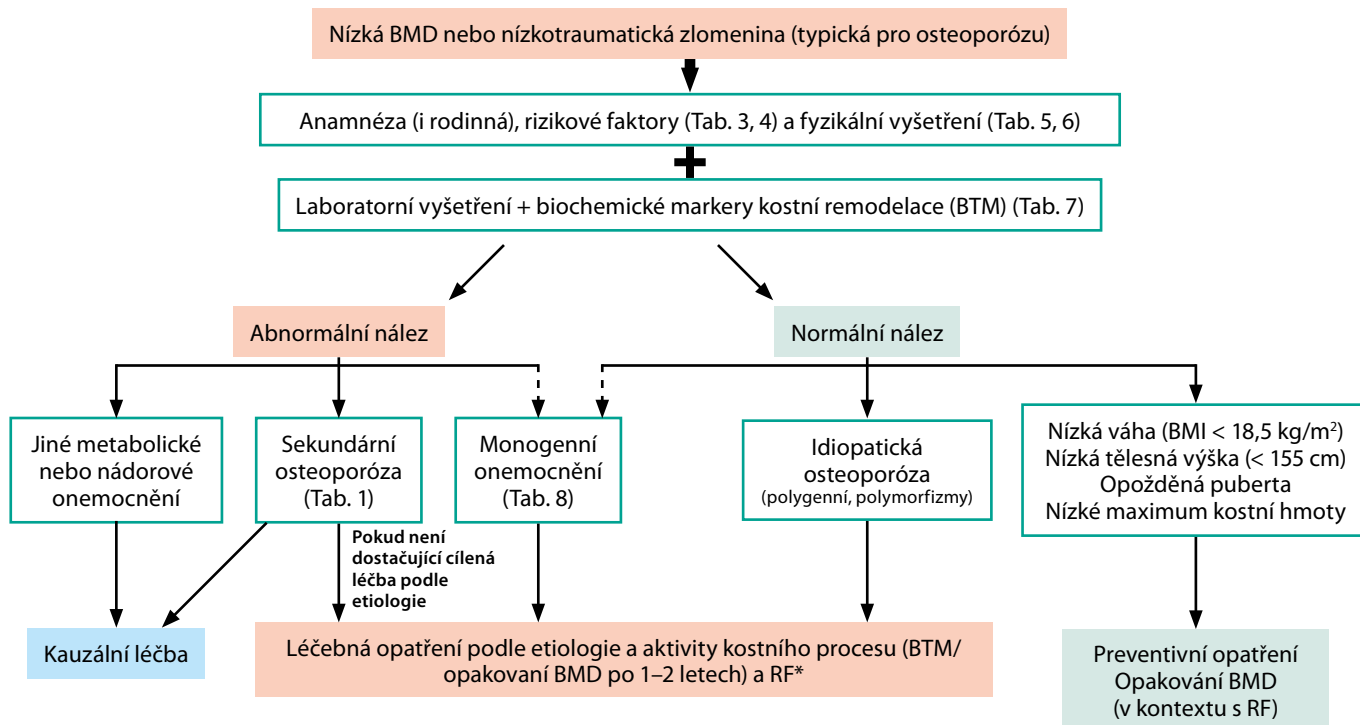 Nízká BMD nebo nízkotraumatická zlomenina (typická pro osteoporózu)
Anamnéza (i rodinná), rizikové faktory (Tab. 3, 4) a fyzikální vyšetření (Tab. 5, 6)
Laboratorní vyšetření + biochemické markery kostní remodelace (BTM) (Tab. 7)
Abnormální nález
Normální nález
Jiné metabolické
nebo nádorové
onemocnění
Sekundární
osteoporóza
(Tab. 1)
Monogenní
onemocnění
(Tab. 8)
Idiopatická
osteoporóza
(polygenní, polymorfizmy)
Nízká váha (BMI < 18,5 kg/m²)
Nízká tělesná výška (< 155 cm)
Opožděná puberta
Nízké maximum kostní hmoty
Pokud není
dostačující cílená
léčba podle
etiologie
Kauzální léčba
Léčebná opatření podle etiologie a aktivity kostního procesu (BTM/
opakovaní BMD po 1–2 letech) a RF*
Preventivní opatření
Opakování BMD
(v kontextu s RF)